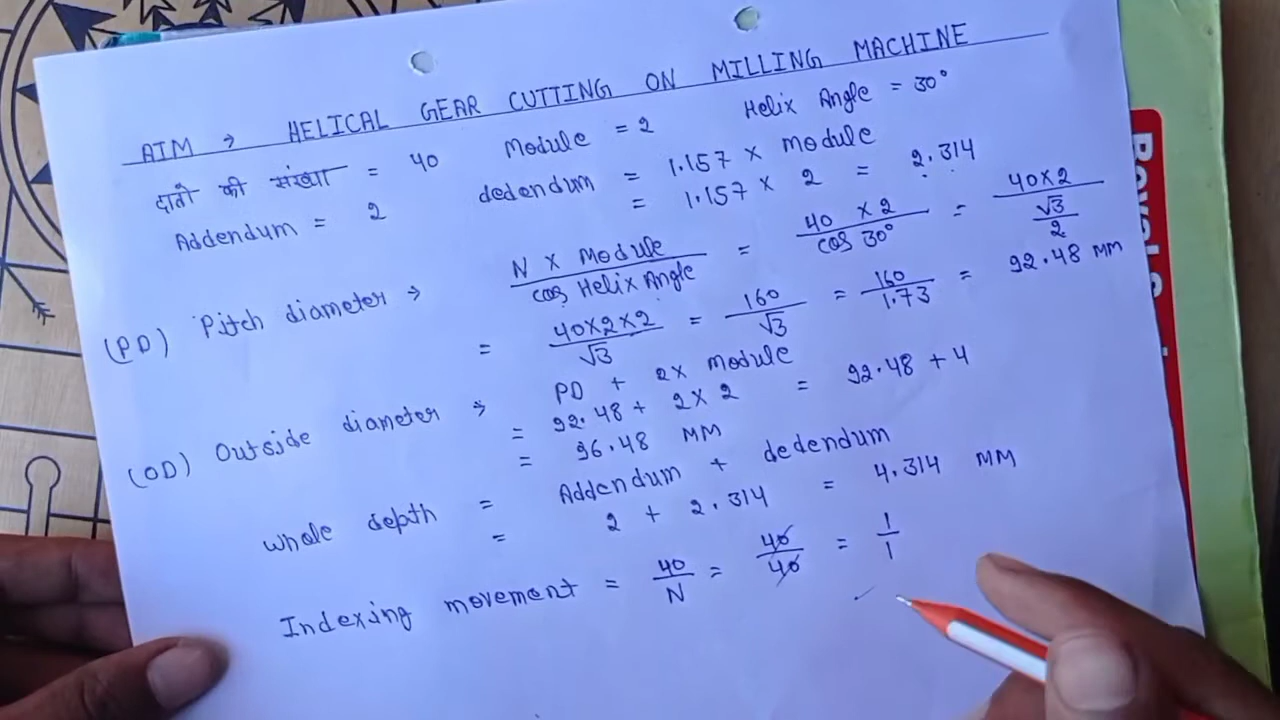 AIM → HELICAL GEAR CUTTING ON MILLING MACHINE
दातो की संख्या = 40 Module = 2 Helix Angle = 30°
Addendum = 2 dedendum = 1.157 × Module
= 1.157 × 2 = 2.314
(PD) Pitch diameter → N × Module / cos Helix Angle = 40 × 2 / cos 30° = 40×2 / √3/2
= 40×2×2 / √3 = 160 / √3 = 160 / 1.73 = 92.48 MM
(OD) Outside diameter → PD + 2× Module
= 92.48 + 2×2 = 92.48 + 4
= 96.48 MM
Whole depth = Addendum + dedendum
= 2 + 2.314 = 4.314 MM
Indexing movement = 40 / N = 40 / 40 = 1 / 1